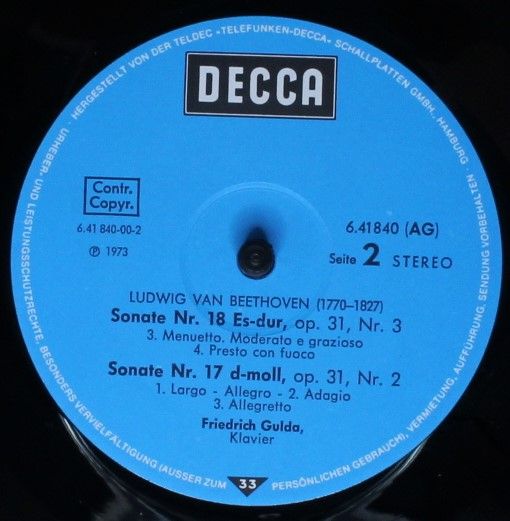 URHEBER- UND LEISTUNGSSCHUTZRECHTE, BESONDERS VERVIELFÄLTIGUNG (AUSSER ZUM PERSÖNLICHEN GEBRAUCH), VERMIETUNG, AUFFÜHRUNG, SENDUNG VORBEHALTEN
· HERGESTELLT VON DER TELDEC »TELEFUNKEN-DECCA« SCHALLPLATTEN GMBH, HAMBURG ·
DECCA
Contr.
Copyr.
6.41 840-00-2
℗ 1973
6.41840 (AG)
Seite 2 STEREO
LUDWIG VAN BEETHOVEN (1770–1827)
Sonate Nr. 18 Es-dur, op. 31, Nr. 3
3. Menuetto. Moderato e grazioso
4. Presto con fuoco
Sonate Nr. 17 d-moll, op. 31, Nr. 2
1. Largo - Allegro - 2. Adagio
3. Allegretto
Friedrich Gulda,
Klavier
33